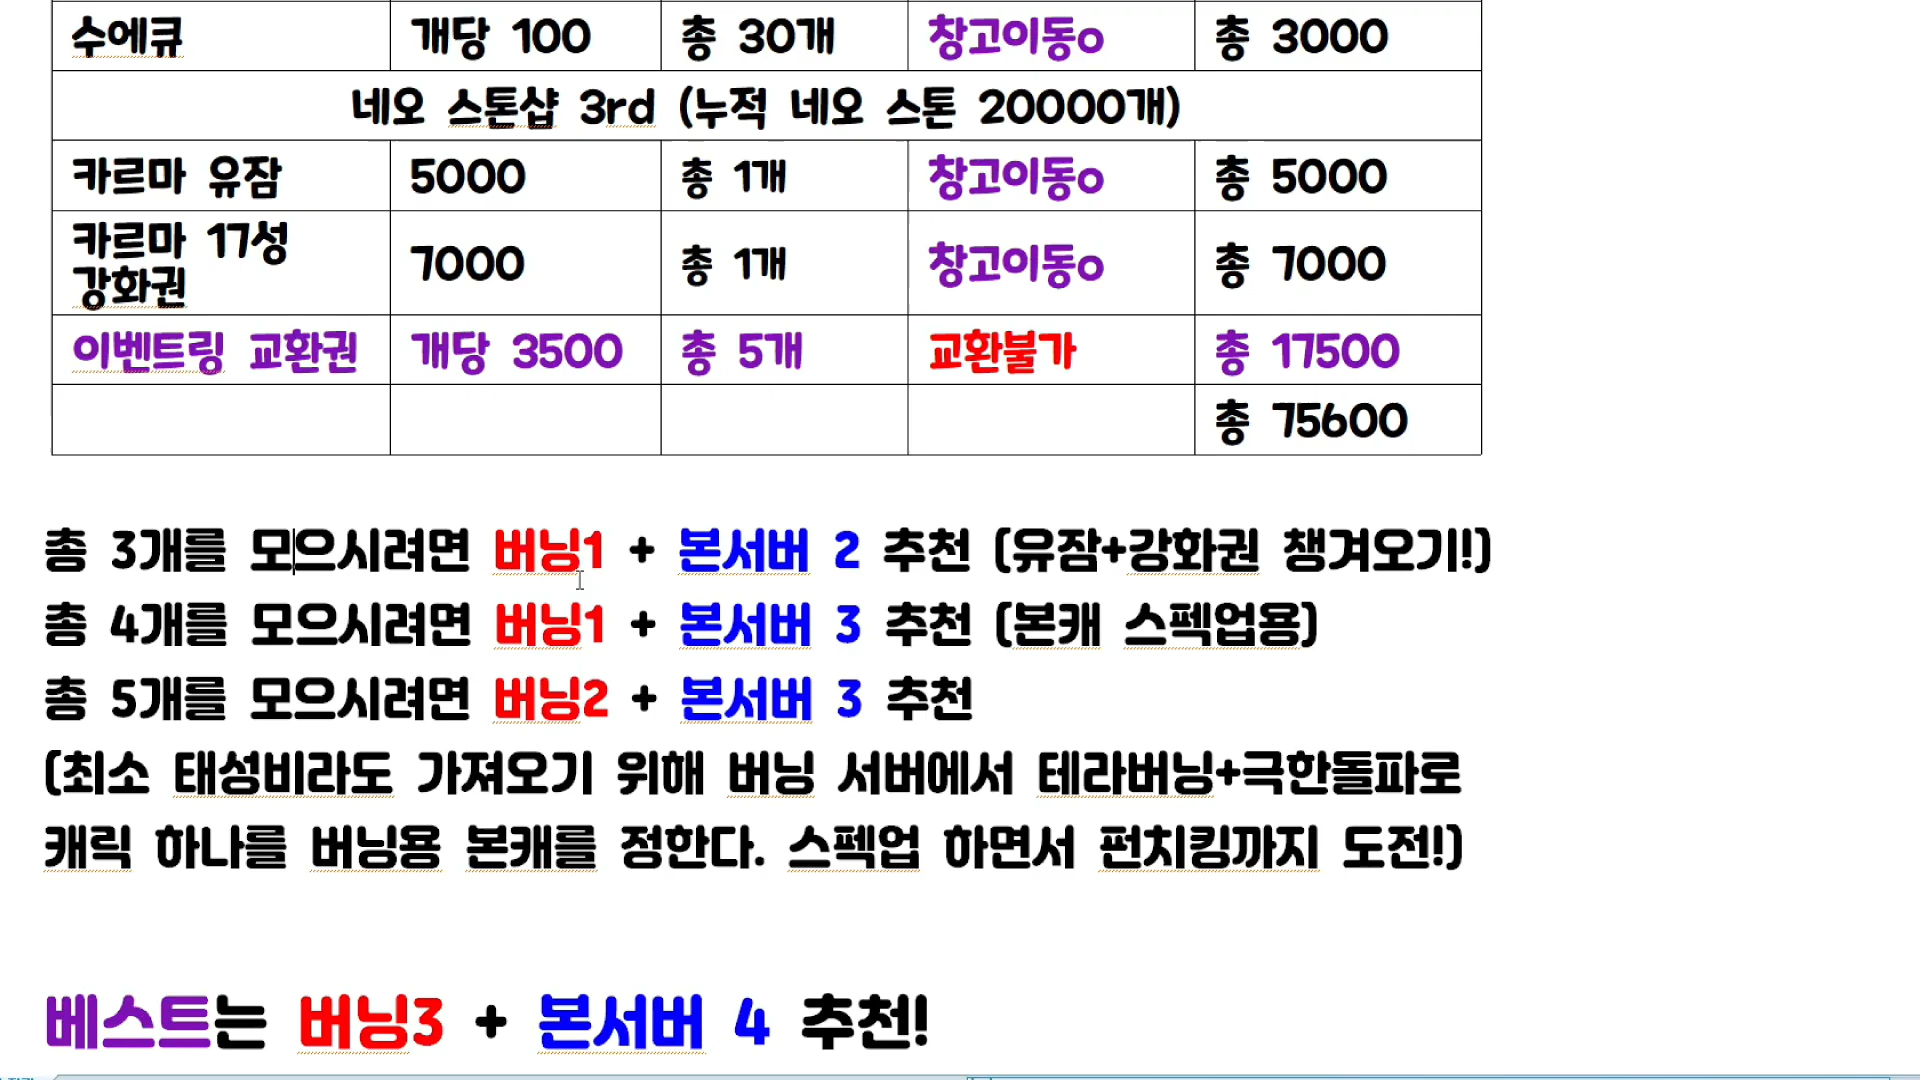 수에큐 개당 100 총 30개 창고이동o 총 3000
네오 스톤샵 3rd (누적 네오 스톤 20000개)
카르마 유잠 5000 총 1개 창고이동o 총 5000
카르마 17성
강화권 7000 총 1개 창고이동o 총 7000
이벤트링 교환권 개당 3500 총 5개 교환불가 총 17500
총 75600
총 3개를 모으시려면 버닝1 + 본서버 2 추천 (유잠+강화권 챙겨오기!)
총 4개를 모으시려면 버닝1 + 본서버 3 추천 (본캐 스펙업용)
총 5개를 모으시려면 버닝2 + 본서버 3 추천
(최소 태성비라도 가져오기 위해 버닝 서버에서 테라버닝+극한돌파로
캐릭 하나를 버닝용 본캐를 정한다. 스펙업 하면서 펀치킹까지 도전!)
베스트는 버닝3 + 본서버 4 추천!